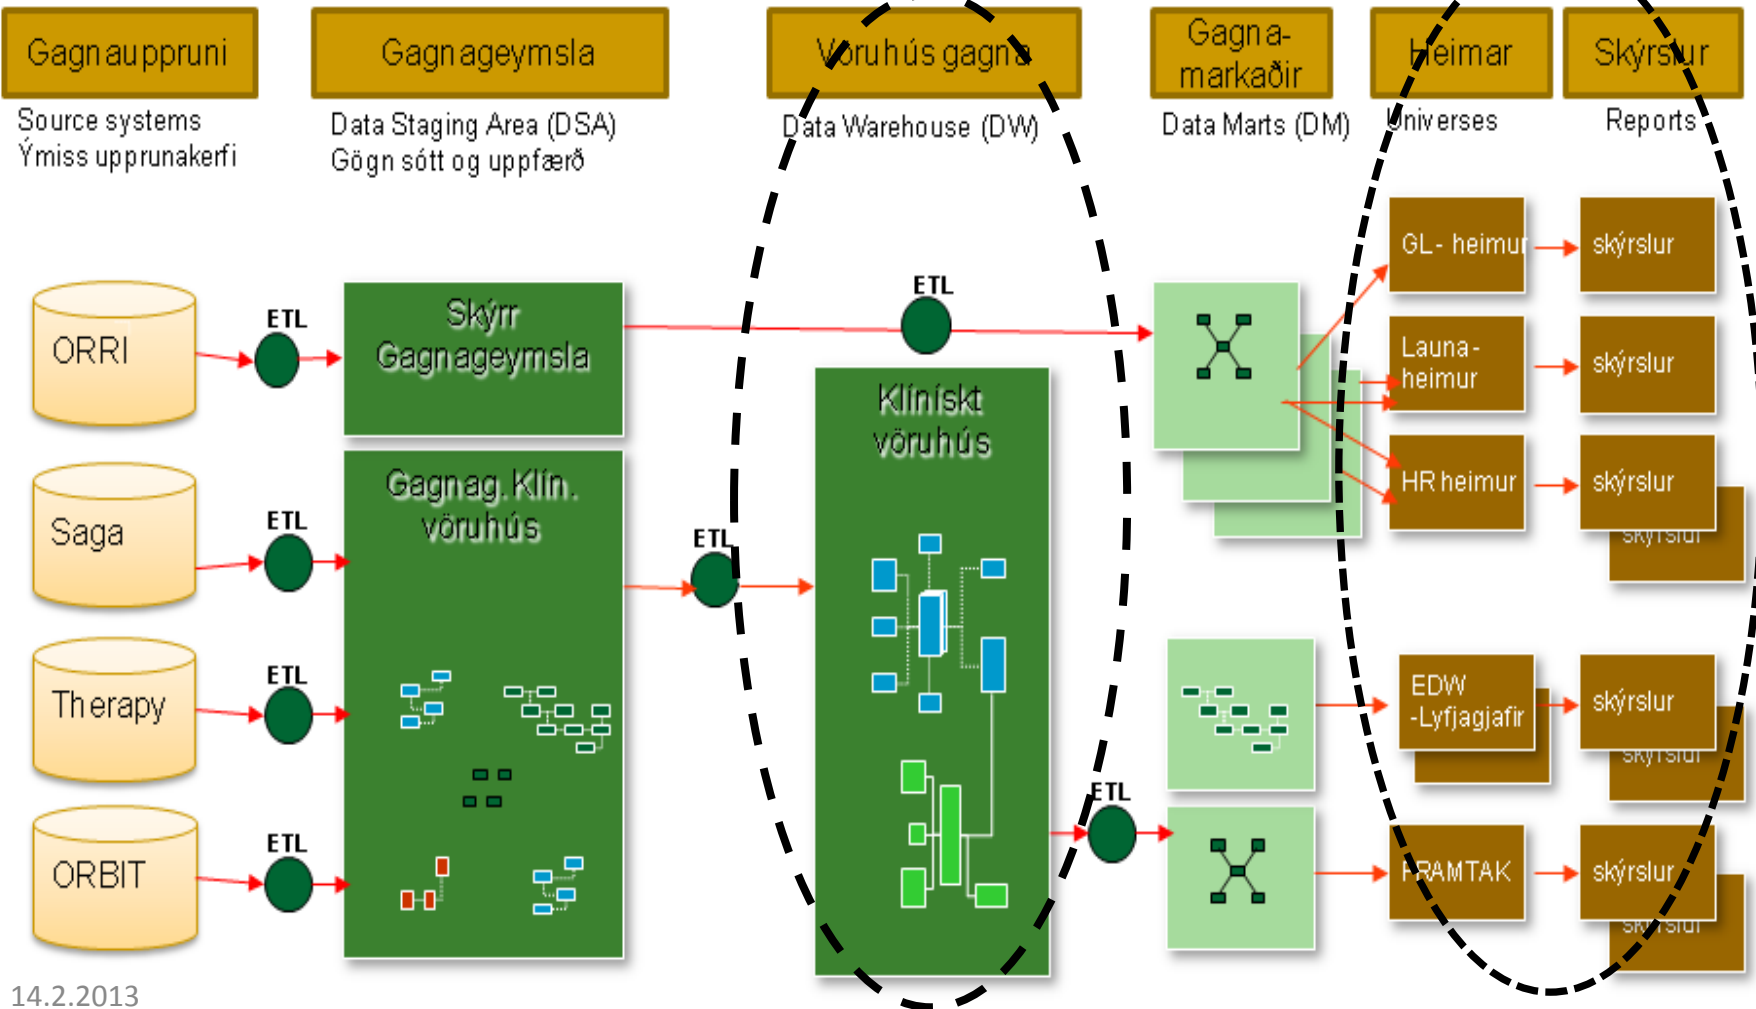 Gagnauppruni
Gagnageymsla
Vöruhús gagna
Gagna-
markaðir
Heimar
Skýrslur
Source systems
Ýmiss upprunakerfi
Data Staging Area (DSA)
Gögn sótt og uppfærð
Data Warehouse (DW)
Data Marts (DM)
Universes
Reports
ORRI
ETL
Skýrr
Gagnageymsla
ETL
GL- heimur
skýrslur
Launa-
heimur
skýrslur
HR heimur
skýrslur
skýrslur
Klínískt
vöruhús
Saga
ETL
Gagnag. Klín.
vöruhús
ETL
Therapy
ETL
EDW
-Lyfjagjafir
skýrslur
skýrslur
ORBIT
ETL
ETL
FRAMTAK
skýrslur
skýrslur
14.2.2013